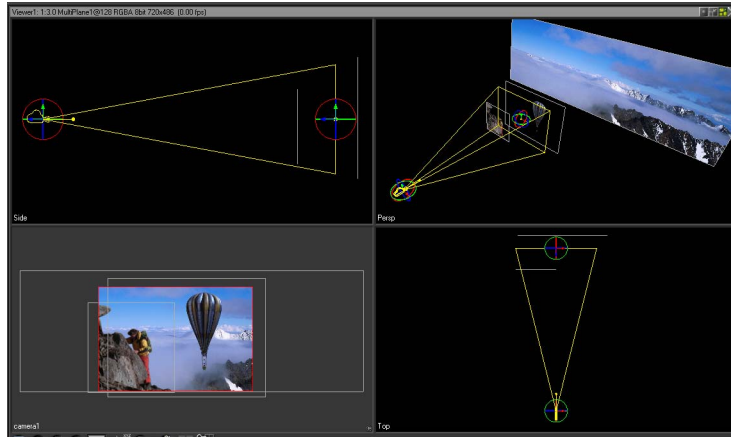 Viewer1: 1:3.0 MultiPlane1@128 RGBA 8bit 720x486 (0.00 fps)
Side
Persp
camera1
Top